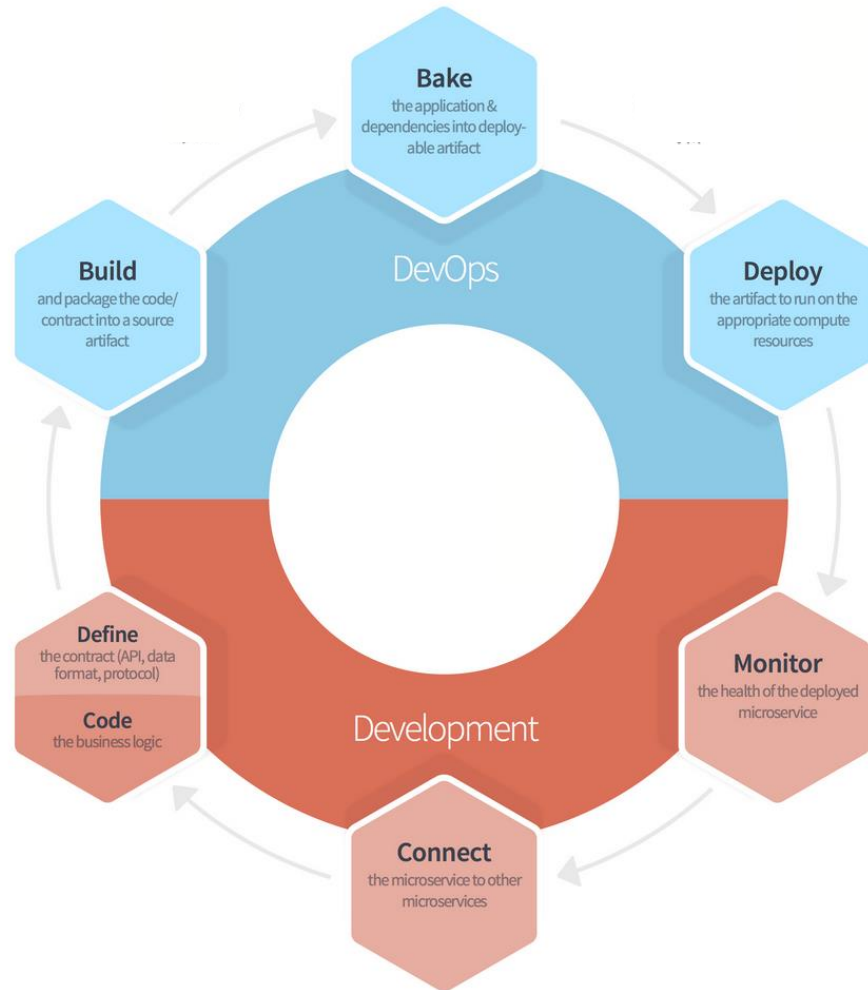 Bake
the application &
dependencies into deploy-
able artifact
Build
and package the code/
contract into a source
artifact
DevOps
Deploy
the artifact to run on the
appropriate compute
resources
Define
the contract (API, data
format, protocol)
Code
the business logic
Development
Monitor
the health of the deployed
microservice
Connect
the microservice to other
microservices